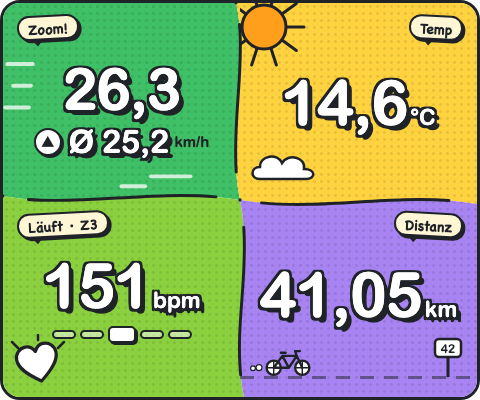 Zoom!
26,3
Ø 25,2 km/h
Temp
14,6 °C
Läuft · Z3
151 bpm
Distanz
41,05 km
42